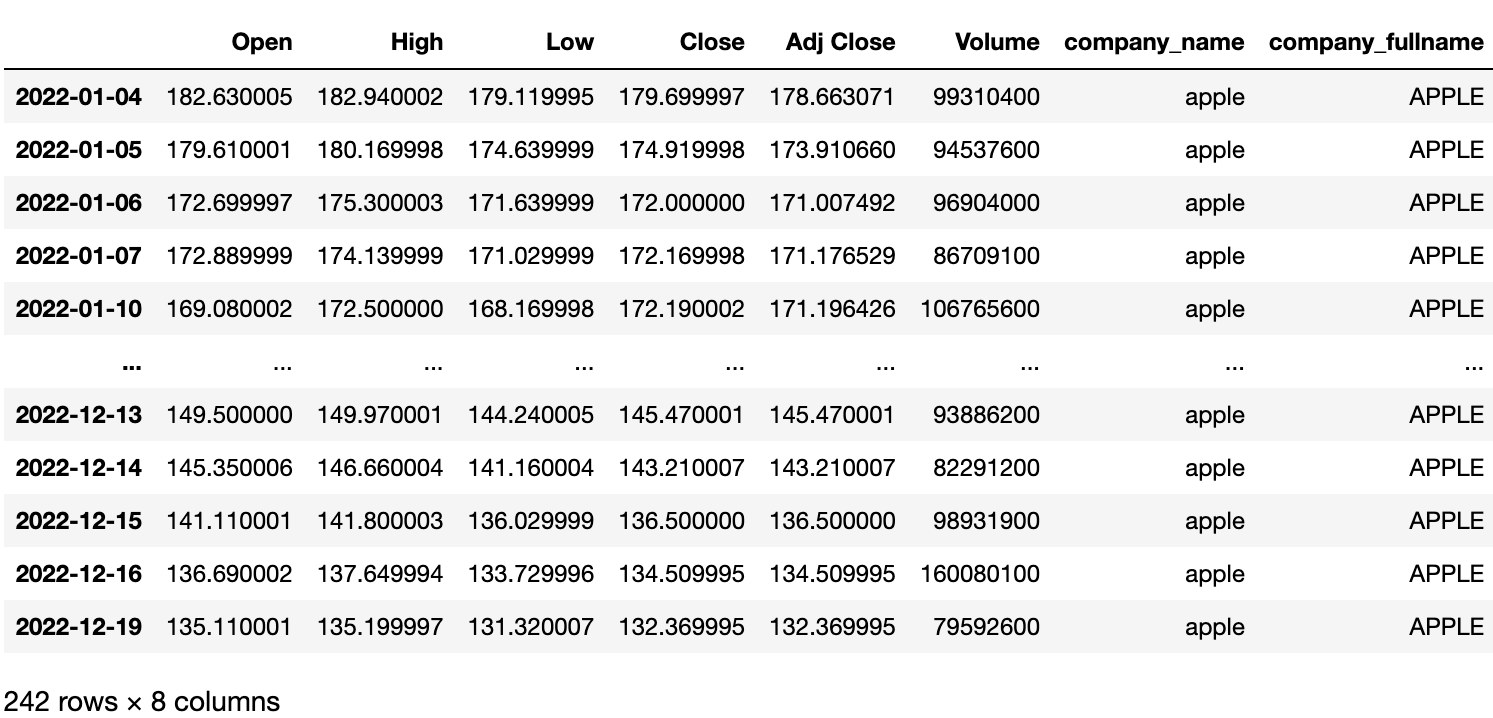 Open High Low Close Adj Close Volume company_name company_fullname
2022-01-04 182.630005 182.940002 179.119995 179.699997 178.663071 99310400 apple APPLE
2022-01-05 179.610001 180.169998 174.639999 174.919998 173.910660 94537600 apple APPLE
2022-01-06 172.699997 175.300003 171.639999 172.000000 171.007492 96904000 apple APPLE
2022-01-07 172.889999 174.139999 171.029999 172.169998 171.176529 86709100 apple APPLE
2022-01-10 169.080002 172.500000 168.169998 172.190002 171.196426 106765600 apple APPLE
... ... ... ... ... ... ... ... ...
2022-12-13 149.500000 149.970001 144.240005 145.470001 145.470001 93886200 apple APPLE
2022-12-14 145.350006 146.660004 141.160004 143.210007 143.210007 82291200 apple APPLE
2022-12-15 141.110001 141.800003 136.029999 136.500000 136.500000 98931900 apple APPLE
2022-12-16 136.690002 137.649994 133.729996 134.509995 134.509995 160080100 apple APPLE
2022-12-19 135.110001 135.199997 131.320007 132.369995 132.369995 79592600 apple APPLE
242 rows × 8 columns